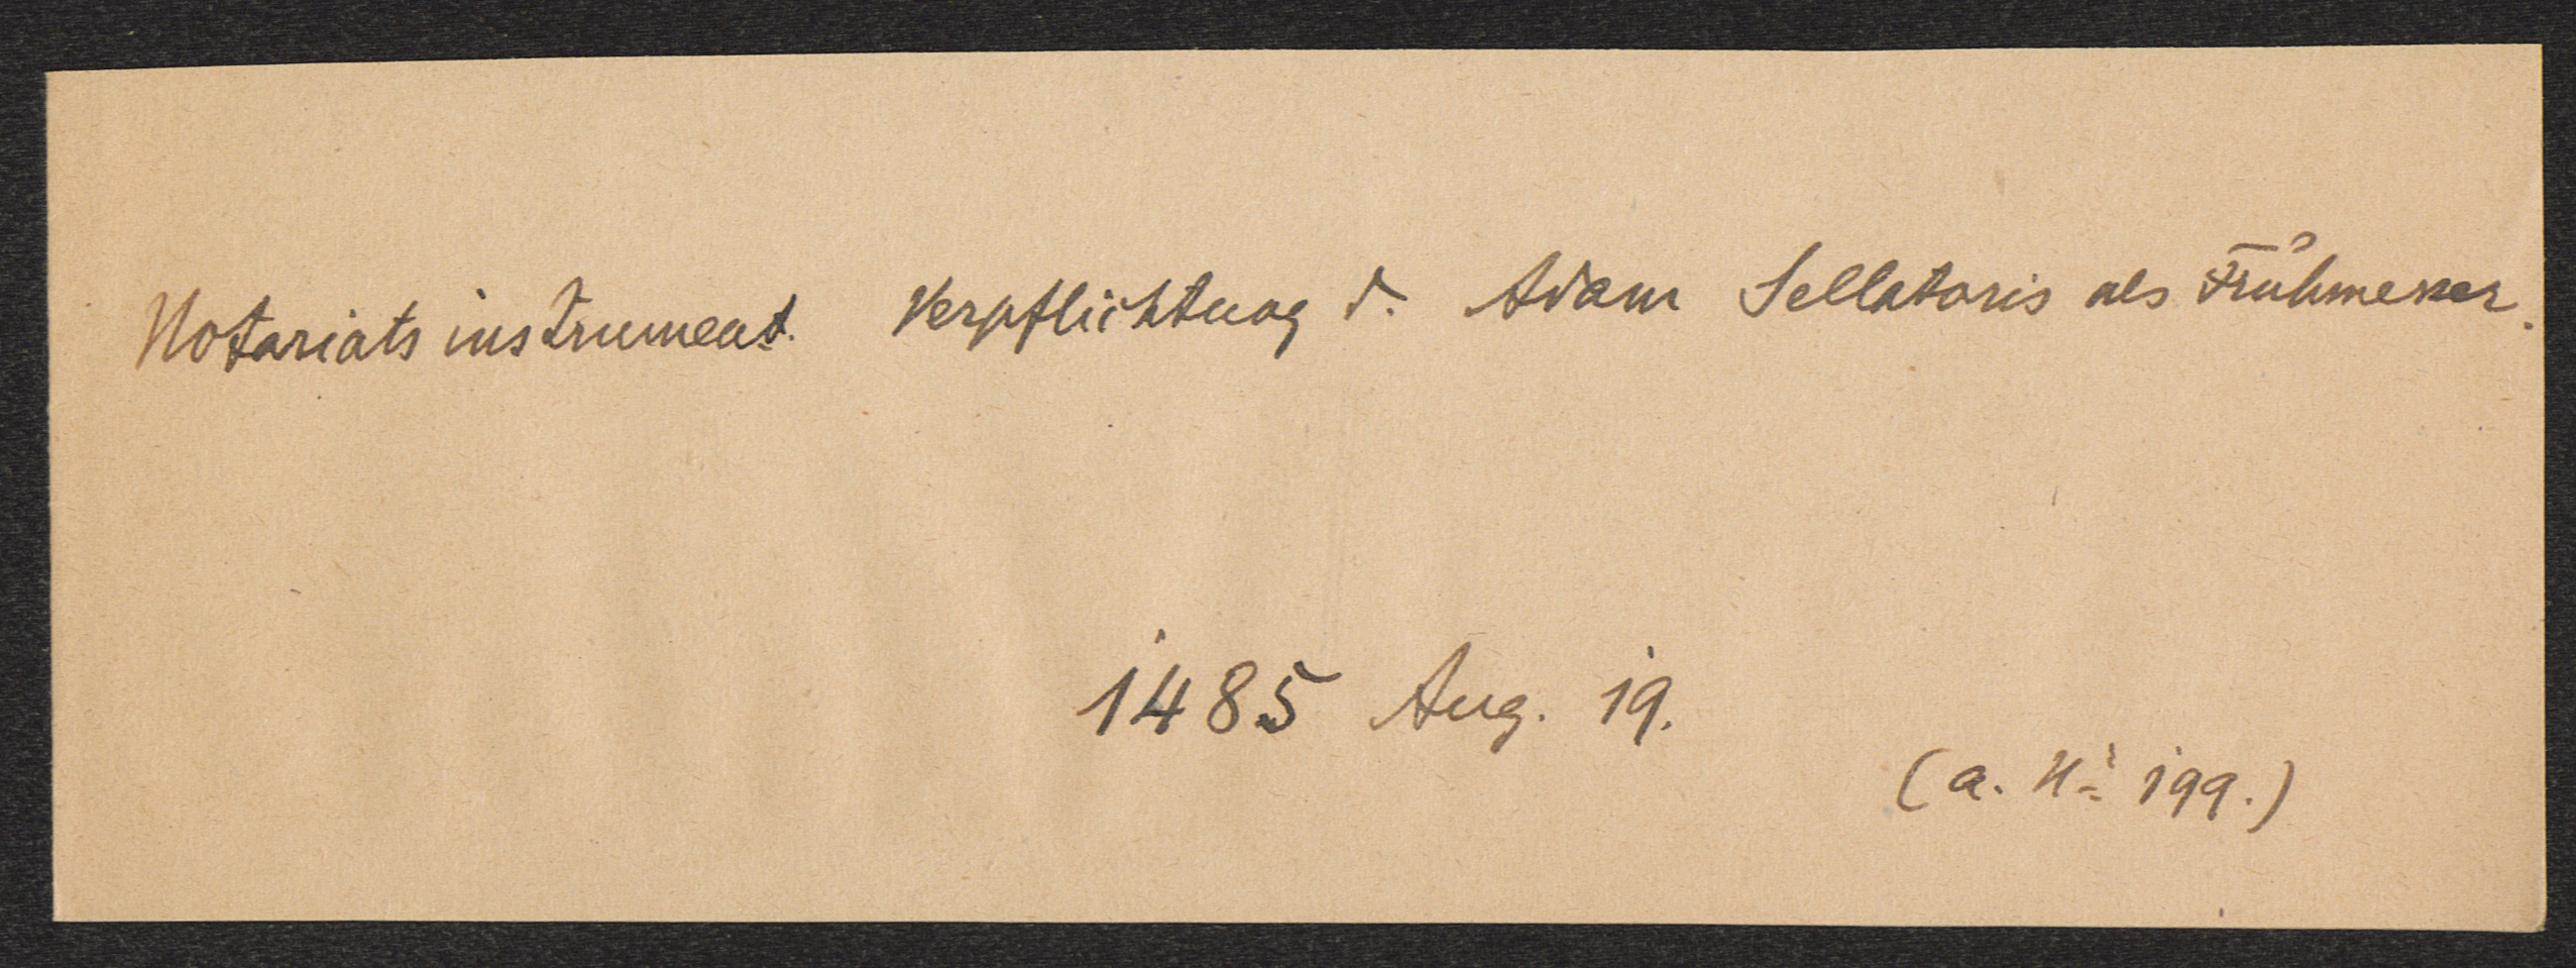 Notariatsinstrument. Verpflichtung d. Adam Sellatoris als Frühmesser.
1485 Aug. 19.
(a. N: 199.)